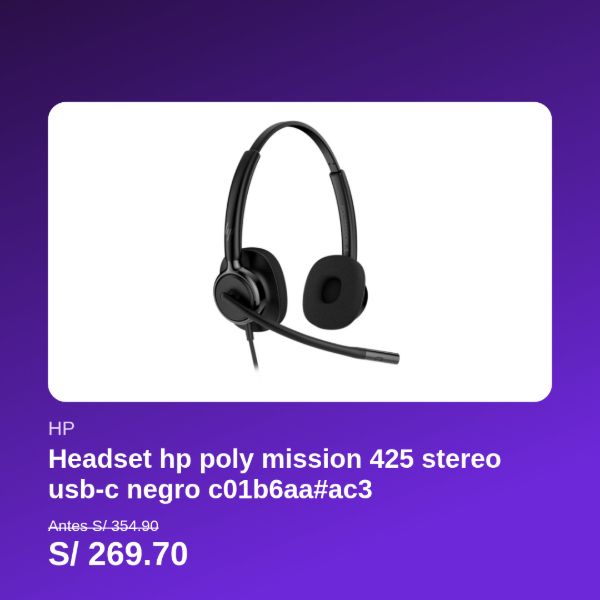 HP
Headset hp poly mission 425 stereo
usb-c negro c01b6aa#ac3
Antes S/ 354.90
S/ 269.70